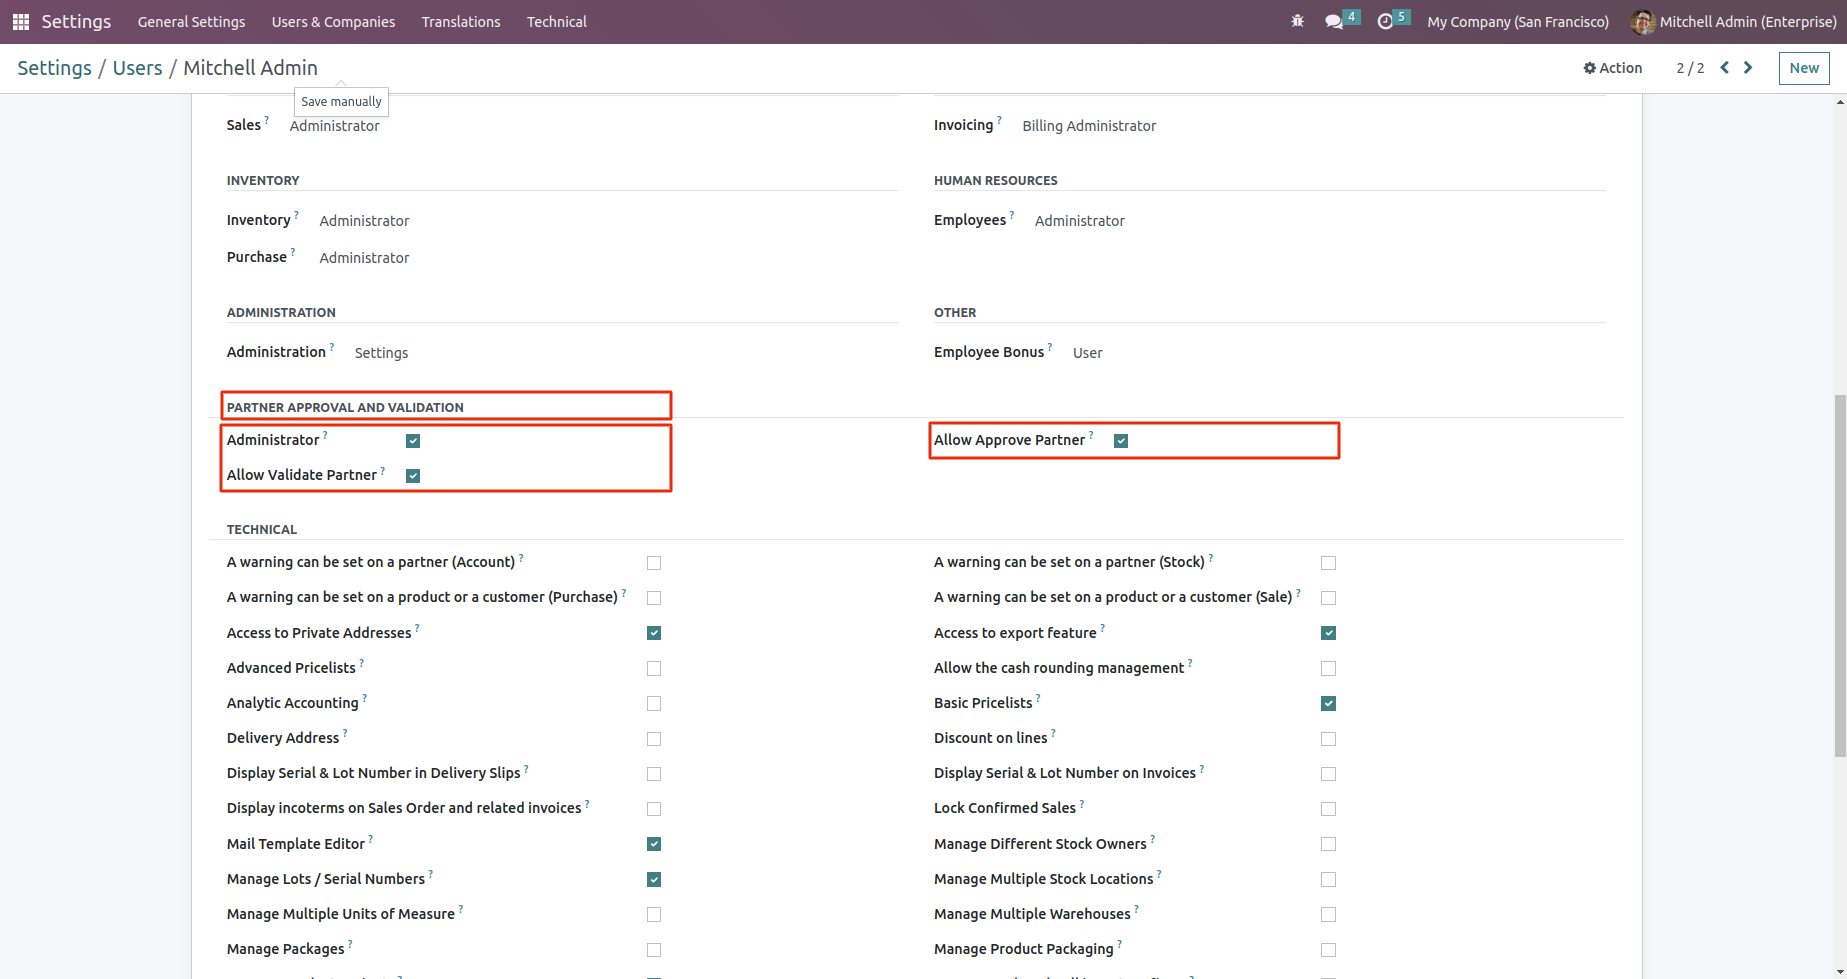 Settings General Settings Users & Companies Translations Technical 4 5 My Company (San Francisco) Mitchell Admin (Enterprise)
Settings / Users / Mitchell Admin Action 2 / 2 New
Save manually
Sales ? Administrator Invoicing ? Billing Administrator
INVENTORY HUMAN RESOURCES
Inventory ? Administrator Employees ? Administrator
Purchase ? Administrator
ADMINISTRATION OTHER
Administration ? Settings Employee Bonus ? User
PARTNER APPROVAL AND VALIDATION
Administrator ? Allow Approve Partner ?
Allow Validate Partner ?
TECHNICAL
A warning can be set on a partner (Account) ? A warning can be set on a partner (Stock) ?
A warning can be set on a product or a customer (Purchase) ? A warning can be set on a product or a customer (Sale) ?
Access to Private Addresses ? Access to export feature ?
Advanced Pricelists ? Allow the cash rounding management ?
Analytic Accounting ? Basic Pricelists ?
Delivery Address ? Discount on lines ?
Display Serial & Lot Number in Delivery Slips ? Display Serial & Lot Number on Invoices ?
Display incoterms on Sales Order and related invoices ? Lock Confirmed Sales ?
Mail Template Editor ? Manage Different Stock Owners ?
Manage Lots / Serial Numbers ? Manage Multiple Stock Locations ?
Manage Multiple Units of Measure ? Manage Multiple Warehouses ?
Manage Packages ? Manage Product Packaging ?